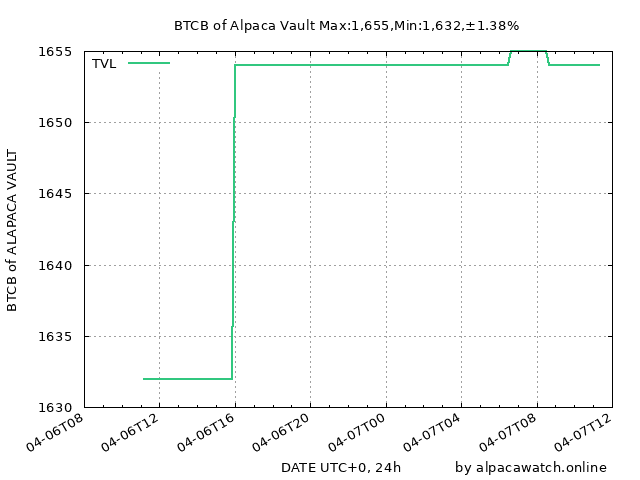 BTCB of Alpaca Vault Max:1,655,Min:1,632,±1.38%
TVL
1655
1650
1645
1640
1635
1630
BTCB of ALAPACA VAULT
04-06T08
04-06T12
04-06T16
04-06T20
04-07T00
04-07T04
04-07T08
04-07T12
DATE UTC+0, 24h
by alpacawatch.online